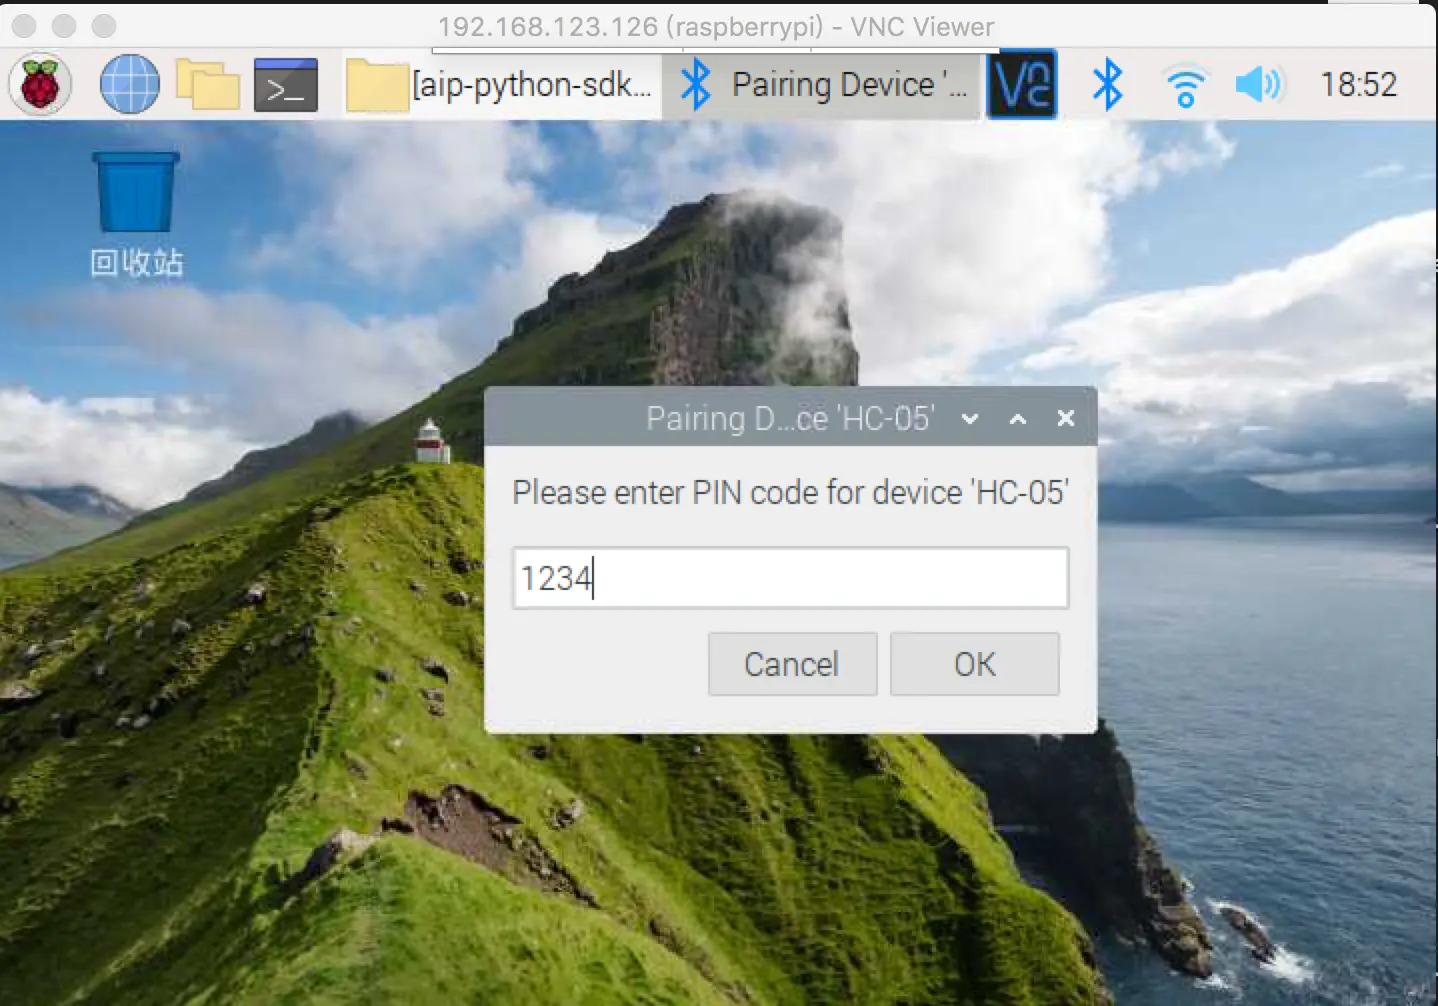 192.168.123.126 (raspberrypi) - VNC Viewer
>_ [aip-python-sdk... Pairing Device '... VNC 18:52
回收站
Pairing D...ce 'HC-05'
Please enter PIN code for device 'HC-05'
1234
Cancel OK